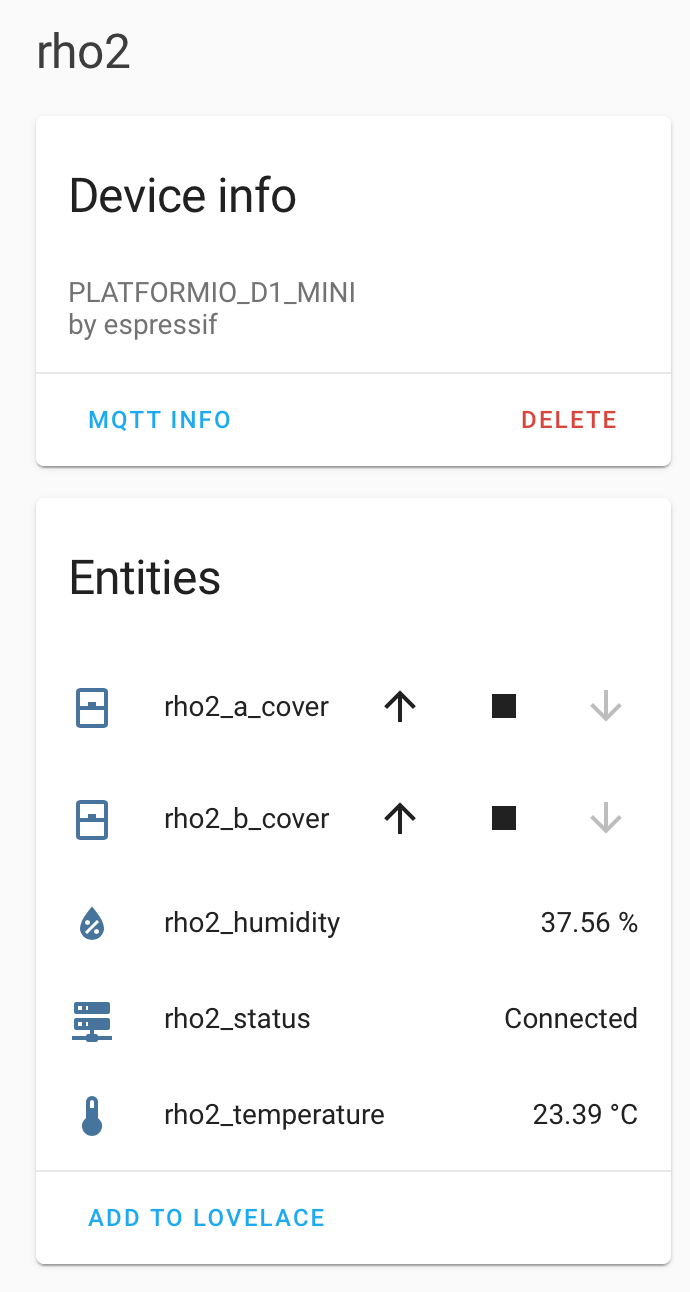 rho2
Device info
PLATFORMIO_D1_MINI
by espressif
MQTT INFO DELETE
Entities
rho2_a_cover
rho2_b_cover
rho2_humidity 37.56 %
rho2_status Connected
rho2_temperature 23.39 °C
ADD TO LOVELACE